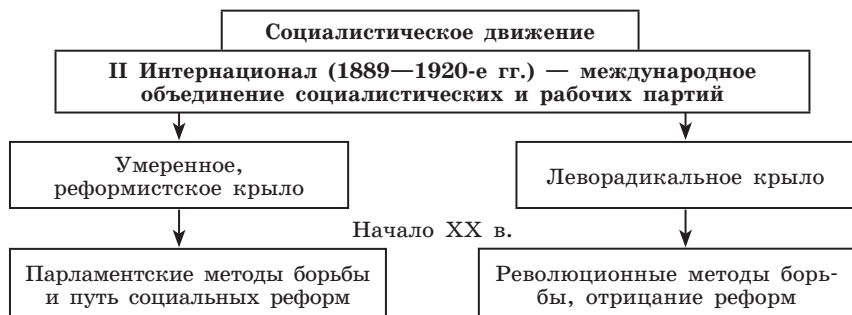 Социалистическое движение
II Интернационал (1889—1920-е гг.) — международное
объединение социалистических и рабочих партий
Умеренное,
реформистское крыло
Леворадикальное крыло
Начало XX в.
Парламентские методы борьбы
и путь социальных реформ
Революционные методы борь-
бы, отрицание реформ